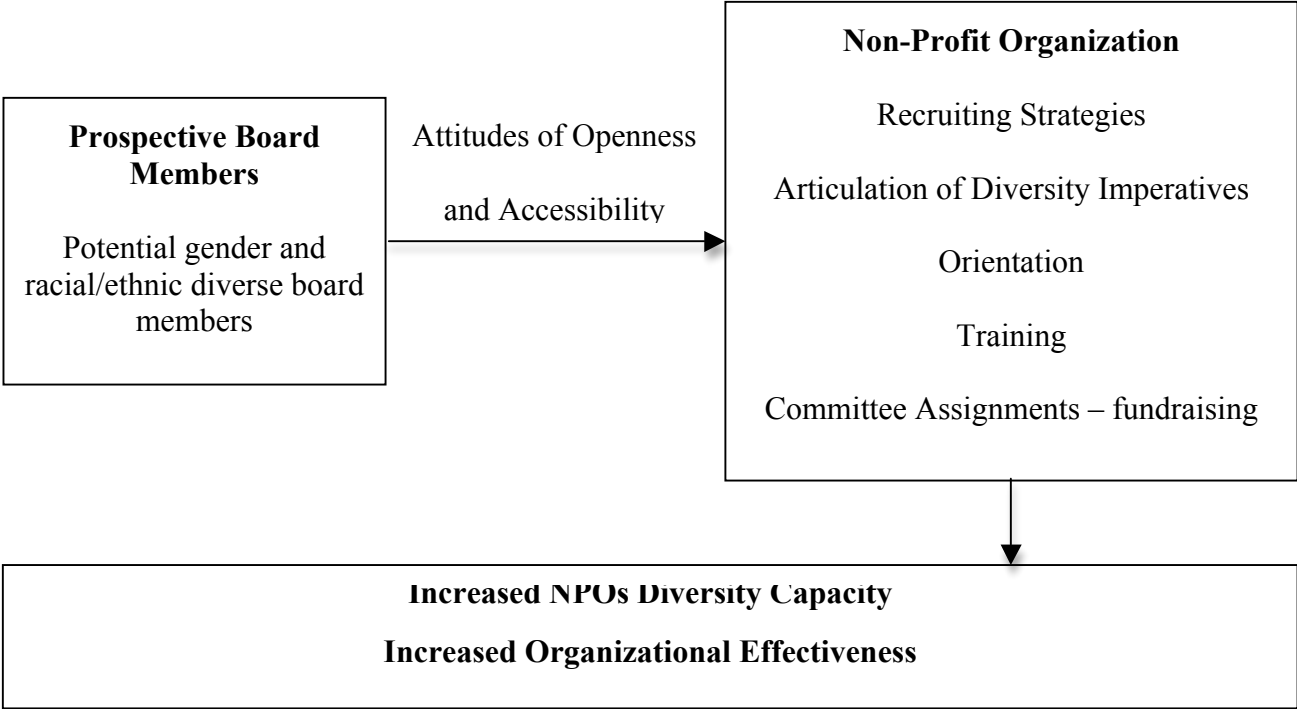 Prospective Board
Members
Potential gender and
racial/ethnic diverse board
members
Attitudes of Openness
and Accessibility
Non-Profit Organization
Recruiting Strategies
Articulation of Diversity Imperatives
Orientation
Training
Committee Assignments – fundraising
Increased NPOs Diversity Capacity
Increased Organizational Effectiveness